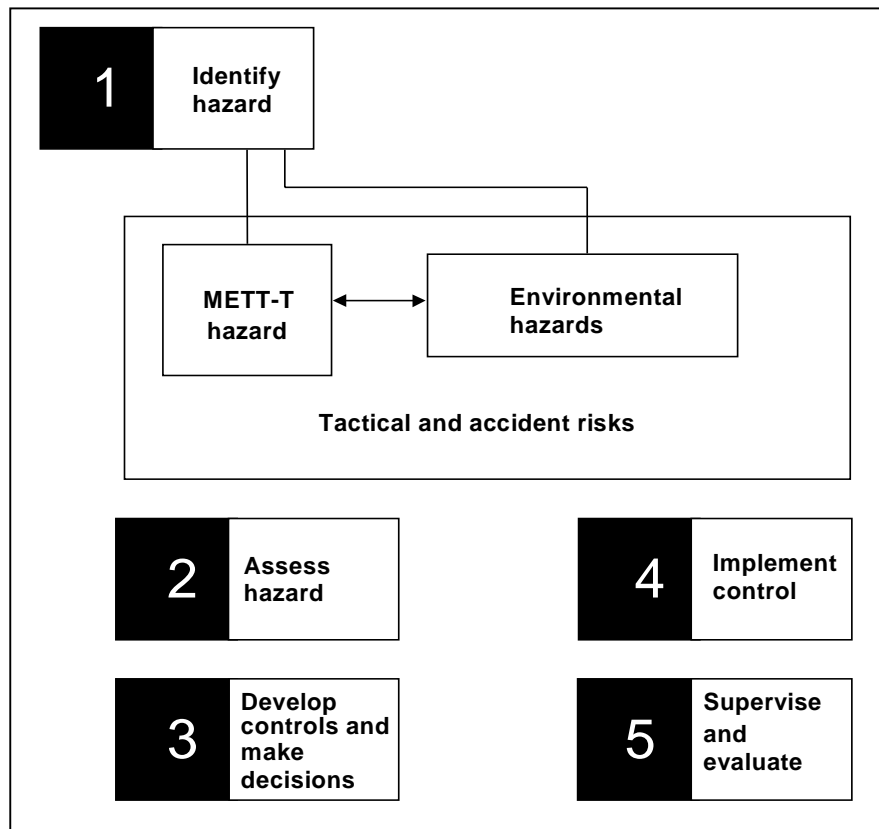 1
Identify
hazard
METT-T
hazard
Environmental
hazards
Tactical and accident risks
2
Assess
hazard
3
Develop
controls and
make
decisions
4
Implement
control
5
Supervise
and
evaluate